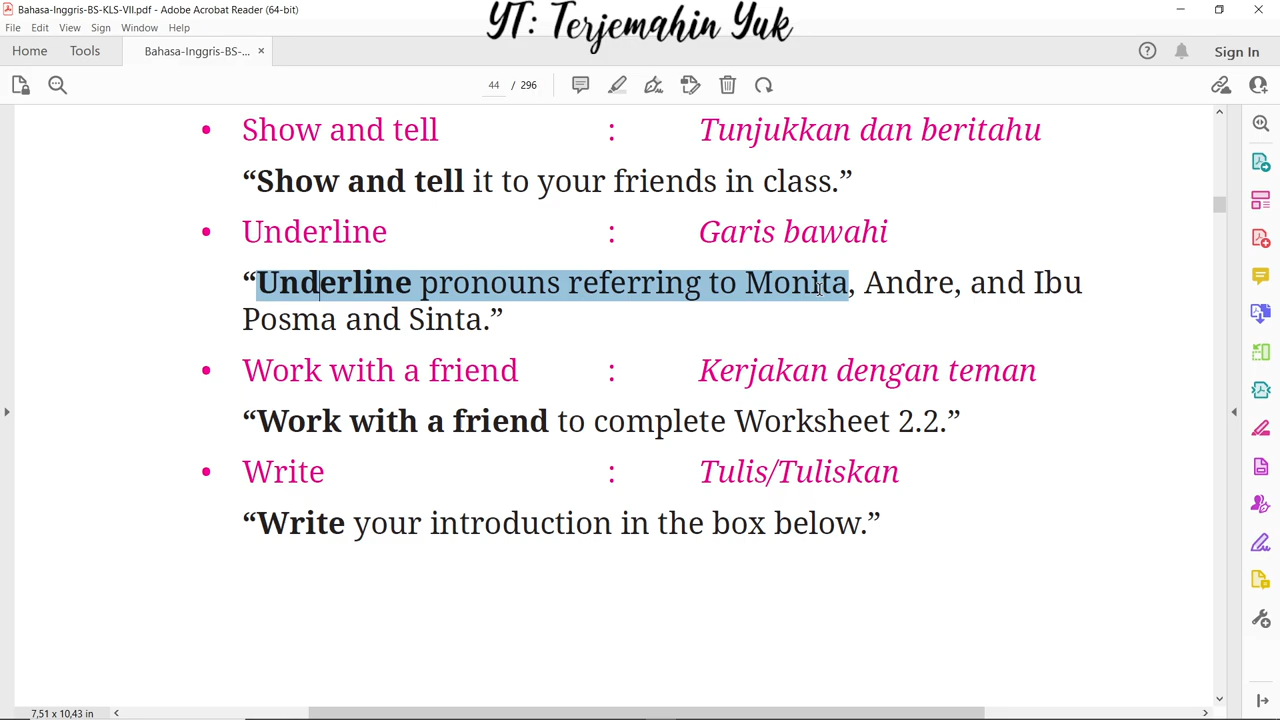 Bahasa-Inggris-BS-KLS-VII.pdf - Adobe Acrobat Reader (64-bit)
YT: Terjemahin Yuk
File Edit View Sign Window Help
Home Tools Bahasa-Inggris-BS-... × Sign In
44 / 296
• Show and tell : Tunjukkan dan beritahu
“Show and tell it to your friends in class.”
• Underline : Garis bawahi
“Underline pronouns referring to Monita, Andre, and Ibu
Posma and Sinta.”
• Work with a friend : Kerjakan dengan teman
“Work with a friend to complete Worksheet 2.2.”
• Write : Tulis/Tuliskan
“Write your introduction in the box below.”
7,51 x 10,43 in